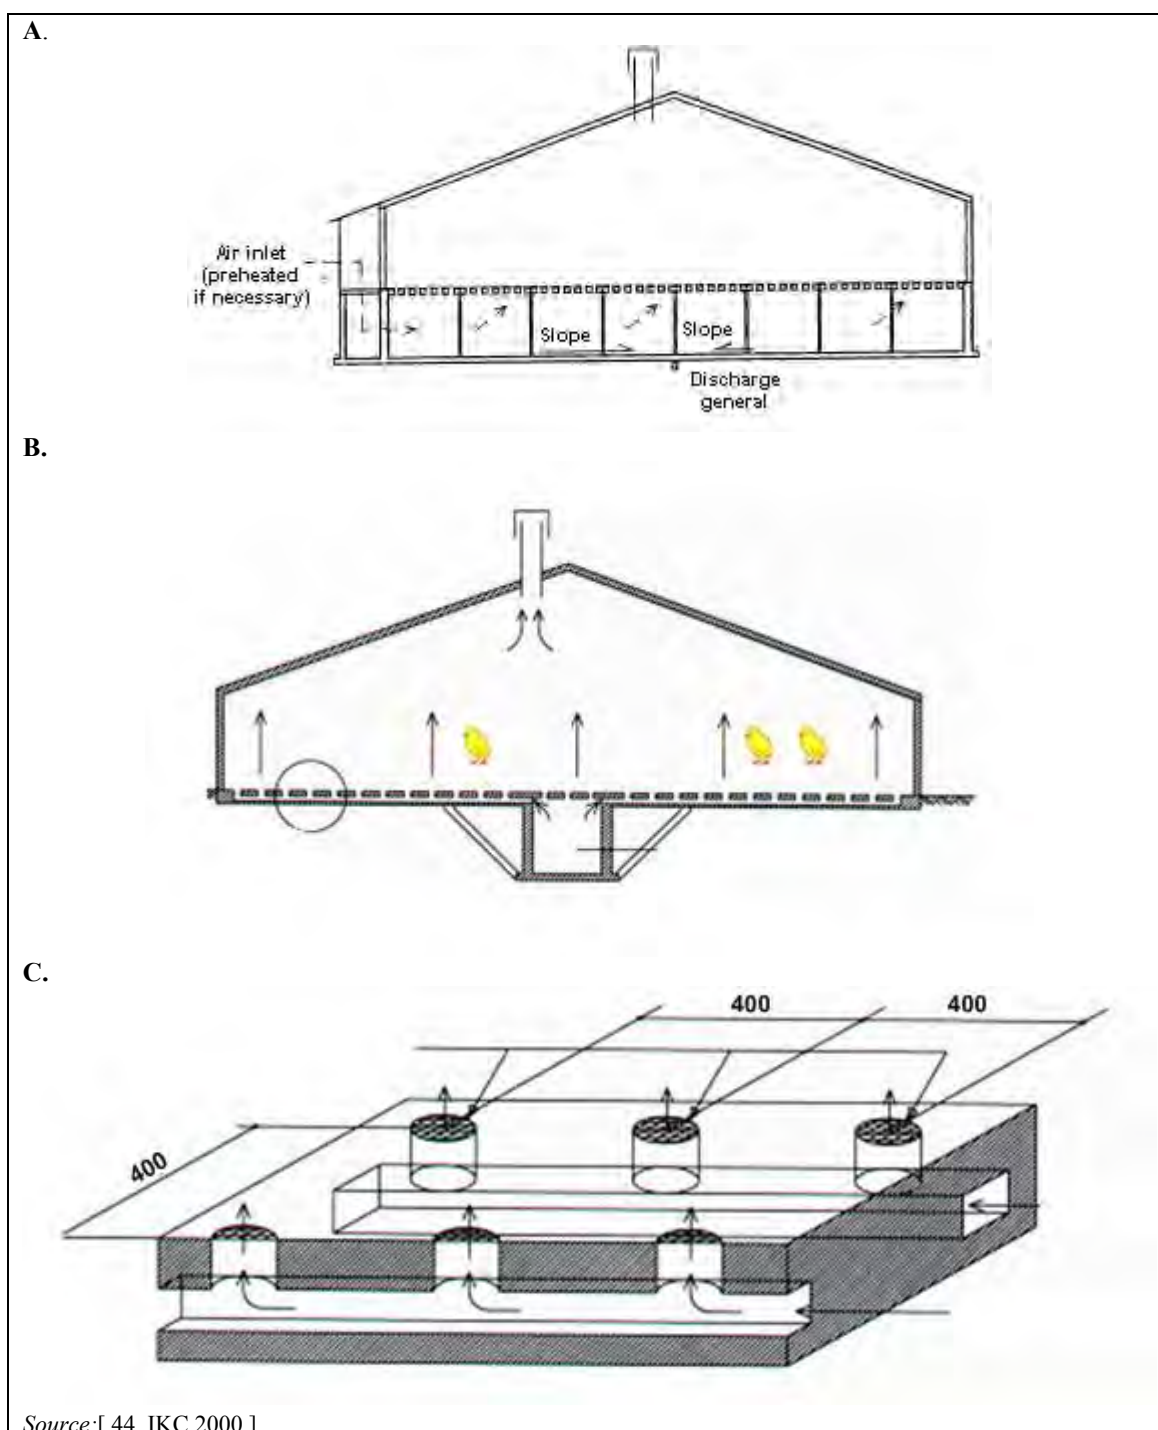 A.
Air inlet
(preheated
if necessary)
Slope Slope
Discharge
general
B.
C.
400 400
400
Source:[ 44, IKC 2000 ]